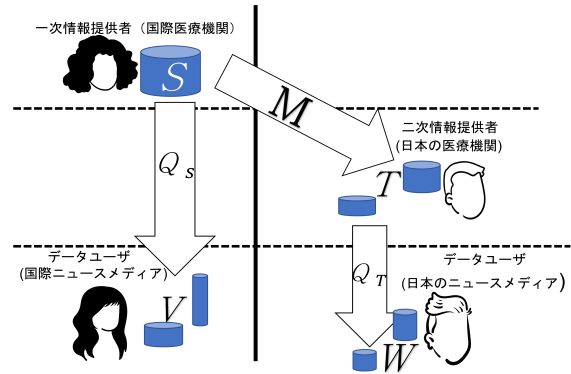 一次情報提供者（国際医療機関）
S
M
二次情報提供者
(日本の医療機関)
Q s
T
データユーザ
(国際ニュースメディア)
データユーザ
(日本のニュースメディア)
Q T
V
W